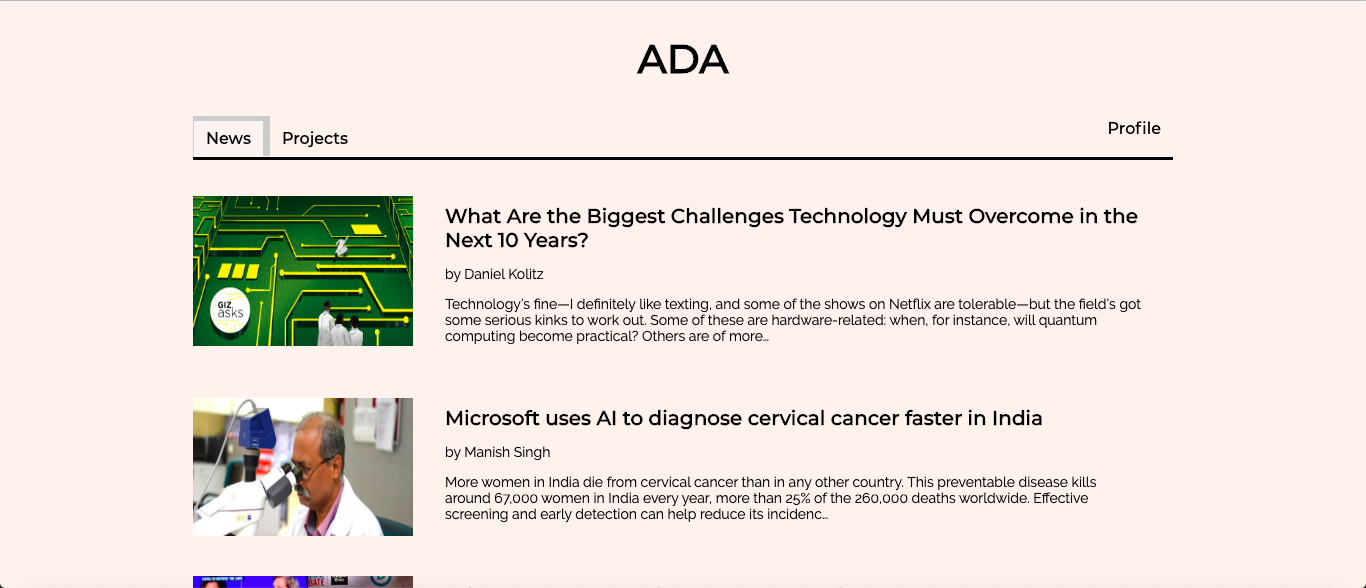 ADA
News
Projects
Profile
GIZ
asks
What Are the Biggest Challenges Technology Must Overcome in the
Next 10 Years?
by Daniel Kolitz
Technology's fine—I definitely like texting, and some of the shows on Netflix are tolerable—but the field's got
some serious kinks to work out. Some of these are hardware-related: when, for instance, will quantum
computing become practical? Others are of more…
Microsoft uses AI to diagnose cervical cancer faster in India
by Manish Singh
More women in India die from cervical cancer than in any other country. This preventable disease kills
around 67,000 women in India every year, more than 25% of the 260,000 deaths worldwide. Effective
screening and early detection can help reduce its incidenc…
BATE